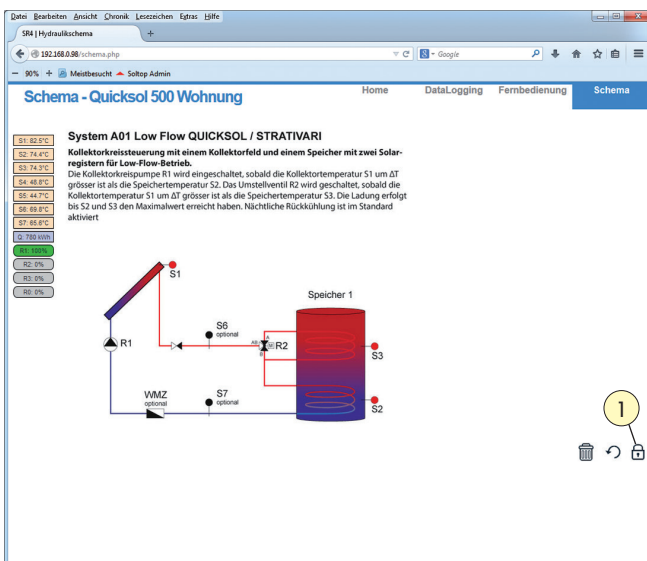 Datei Bearbeiten Ansicht Chronik Lesezeichen Extras Hilfe
SR4 | Hydraulikschema +
192.168.0.98/schema.php Google
90% + Meistbesucht Soltop Admin
Schema - Quicksol 500 Wohnung
Home DataLogging Fernbedienung Schema
S1: 82.5°C
S2: 74.4°C
S3: 74.3°C
S4: 48.8°C
S5: 44.7°C
S6: 69.8°C
S7: 65.6°C
Q: 780 kWh
R1: 100%
R2: 0%
R3: 0%
R0: 0%
System A01 Low Flow QUICKSOL / STRATIVARI
Kollektorkreissteuerung mit einem Kollektorfeld und einem Speicher mit zwei Solar-
registern für Low-Flow-Betrieb.
Die Kollektorkreispumpe R1 wird eingeschaltet, sobald die Kollektortemperatur S1 um ΔT
grösser ist als die Speichertemperatur S2. Das Umstellventil R2 wird geschaltet, sobald die
Kollektortemperatur S1 um ΔT grösser ist als die Speichertemperatur S3. Die Ladung erfolgt
bis S2 und S3 den Maximalwert erreicht haben. Nächtliche Rückkühlung ist im Standard
aktiviert
S1
Speicher 1
R1
S6
optional
AB
A
B
M
R2
S3
WMZ
optional
S7
optional
S2
1